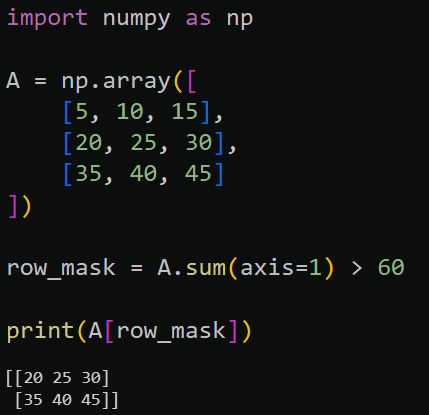 import numpy as np
A = np.array([
    [5, 10, 15],
    [20, 25, 30],
    [35, 40, 45]
])
row_mask = A.sum(axis=1) > 60
print(A[row_mask])
[[20 25 30]
 [35 40 45]]